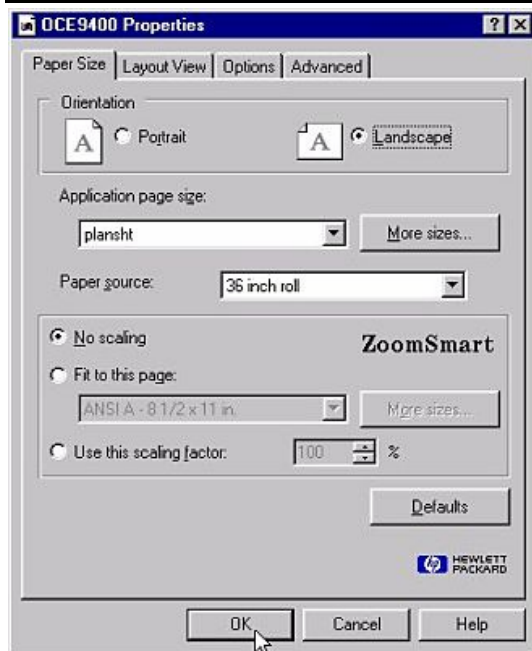 OCE9400 Properties
Paper Size Layout View Options Advanced
Orientation
A Portrait A Landscape
Application page size:
plansht More sizes...
Paper source: 36 inch roll
No scaling ZoomSmart
Fit to this page:
ANSI A - 8 1/2 x 11 in. More sizes...
Use this scaling factor: 100 %
Defaults
hp HEWLETT
PACKARD
OK Cancel Help